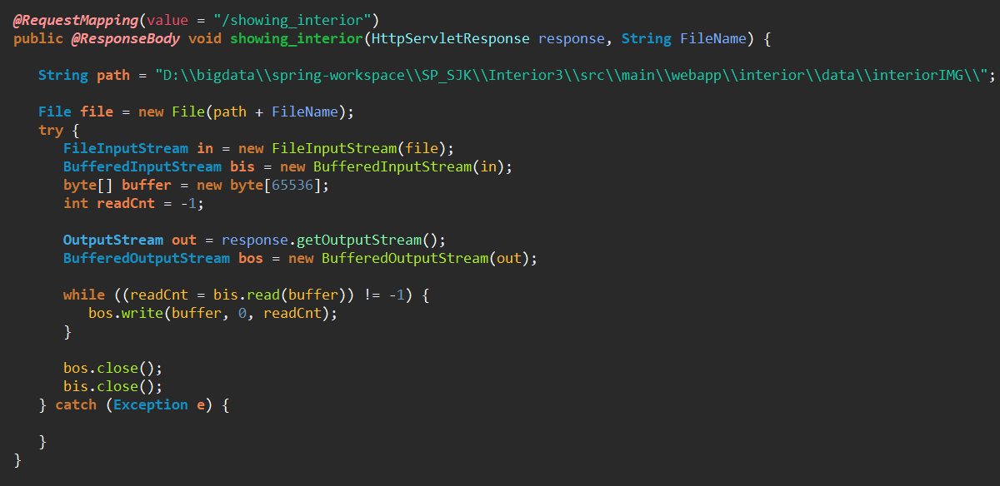 @RequestMapping(value = "/showing_interior")
public @ResponseBody void showing_interior(HttpServletResponse response, String FileName) {
String path = "D:\\bigdata\\spring-workspace\\SP_SJK\\Interior3\\src\\main\\webapp\\interior\\data\\interiorIMG\\";
File file = new File(path + FileName);
try {
FileInputStream in = new FileInputStream(file);
BufferedInputStream bis = new BufferedInputStream(in);
byte[] buffer = new byte[65536];
int readCnt = -1;
OutputStream out = response.getOutputStream();
BufferedOutputStream bos = new BufferedOutputStream(out);
while ((readCnt = bis.read(buffer)) != -1) {
bos.write(buffer, 0, readCnt);
}
bos.close();
bis.close();
} catch (Exception e) {
}
}